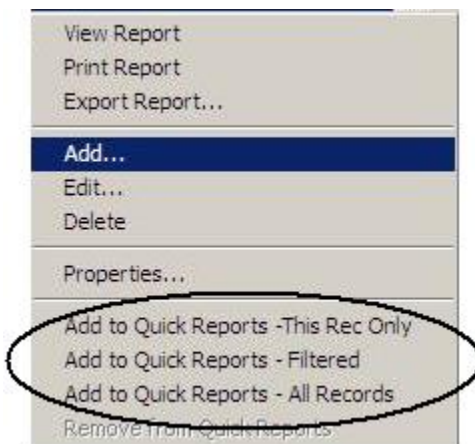 View Report
Print Report
Export Report...
Add...
Edit...
Delete
Properties...
Add to Quick Reports -This Rec Only
Add to Quick Reports - Filtered
Add to Quick Reports - All Records
Remove from Quick Reports